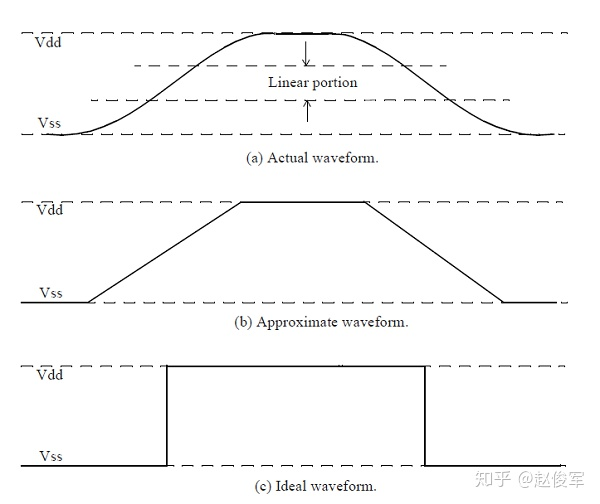 Vdd
Linear portion
Vss
(a) Actual waveform.
Vdd
Vss
(b) Approximate waveform.
Vdd
Vss
(c) Ideal waveform.
知乎 @赵俊军